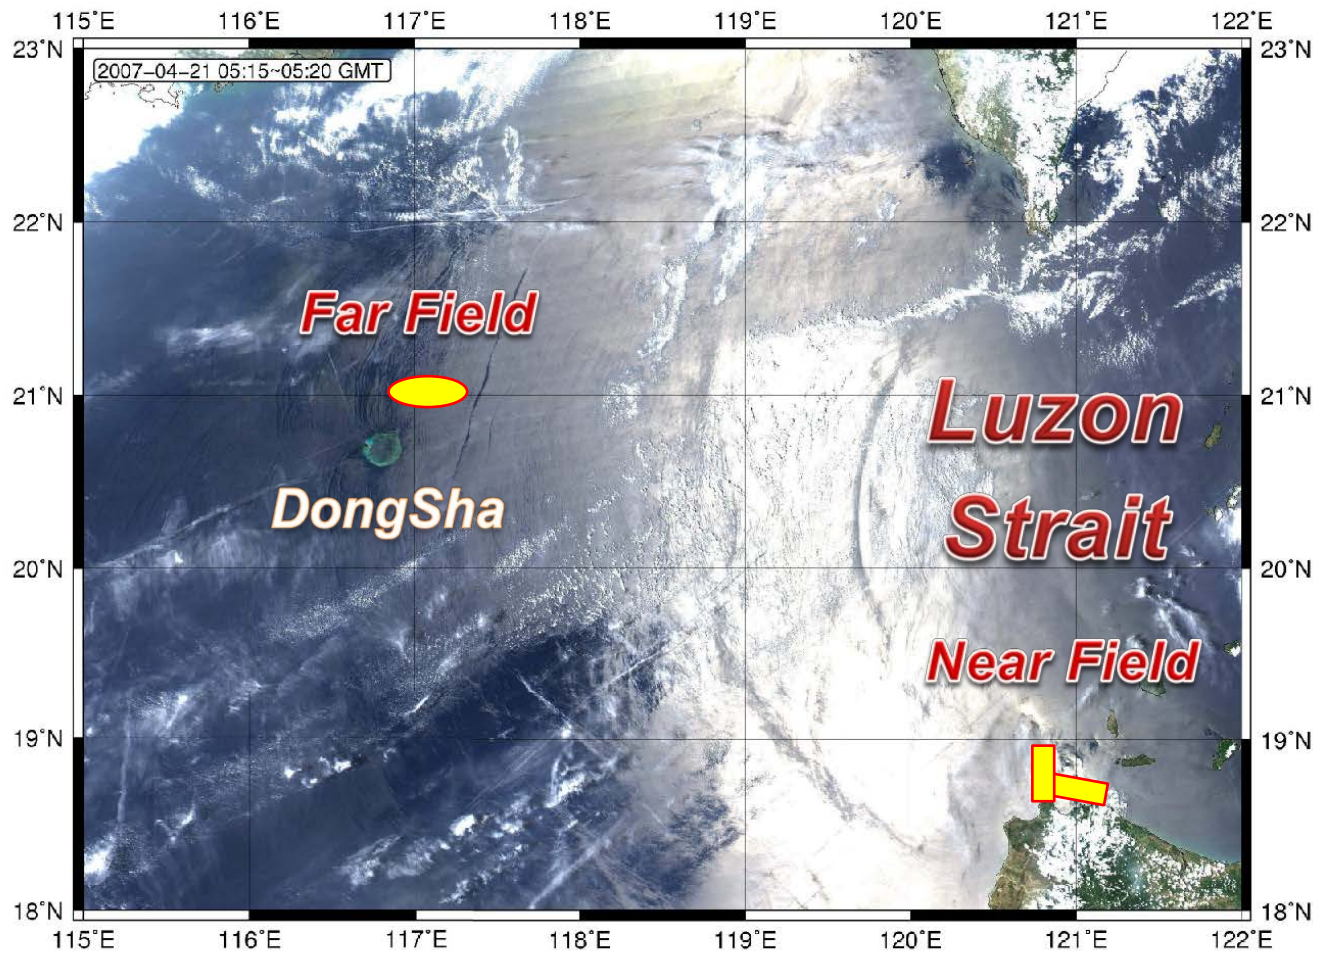 115˚E 116˚E 117˚E 118˚E 119˚E 120˚E 121˚E 122˚E
23˚N 23˚N
2007-04-21 05:15~05:20 GMT
22˚N 22˚N
Far Field
21˚N 21˚N
Luzon
DongSha
Strait
20˚N 20˚N
Near Field
19˚N 19˚N
18˚N 18˚N
115˚E 116˚E 117˚E 118˚E 119˚E 120˚E 121˚E 122˚E